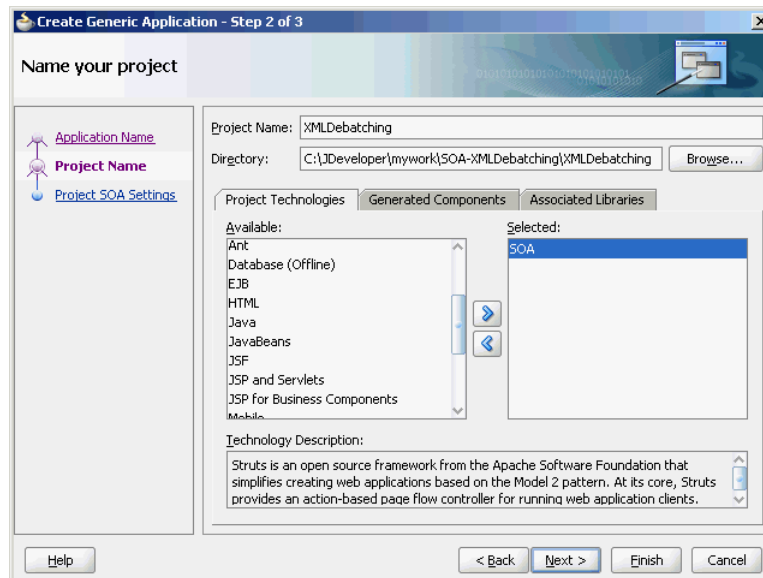 Create Generic Application - Step 2 of 3
Name your project
Application Name
Project Name
Project SOA Settings
Project Name: XMLDebatching
Directory: C:\JDeveloper\mywork\SOA-XMLDebatching\XMLDebatching Browse...
Project Technologies Generated Components Associated Libraries
Available: Selected:
Ant
SOA
Database (Offline)
EJB
HTML
Java
JavaBeans
JSF
JSP and Servlets
JSP for Business Components
Mobile
Technology Description:
Struts is an open source framework from the Apache Software Foundation that
simplifies creating web applications based on the Model 2 pattern. At its core, Struts
provides an action-based page flow controller for running web application clients.
Help < Back Next > Finish Cancel